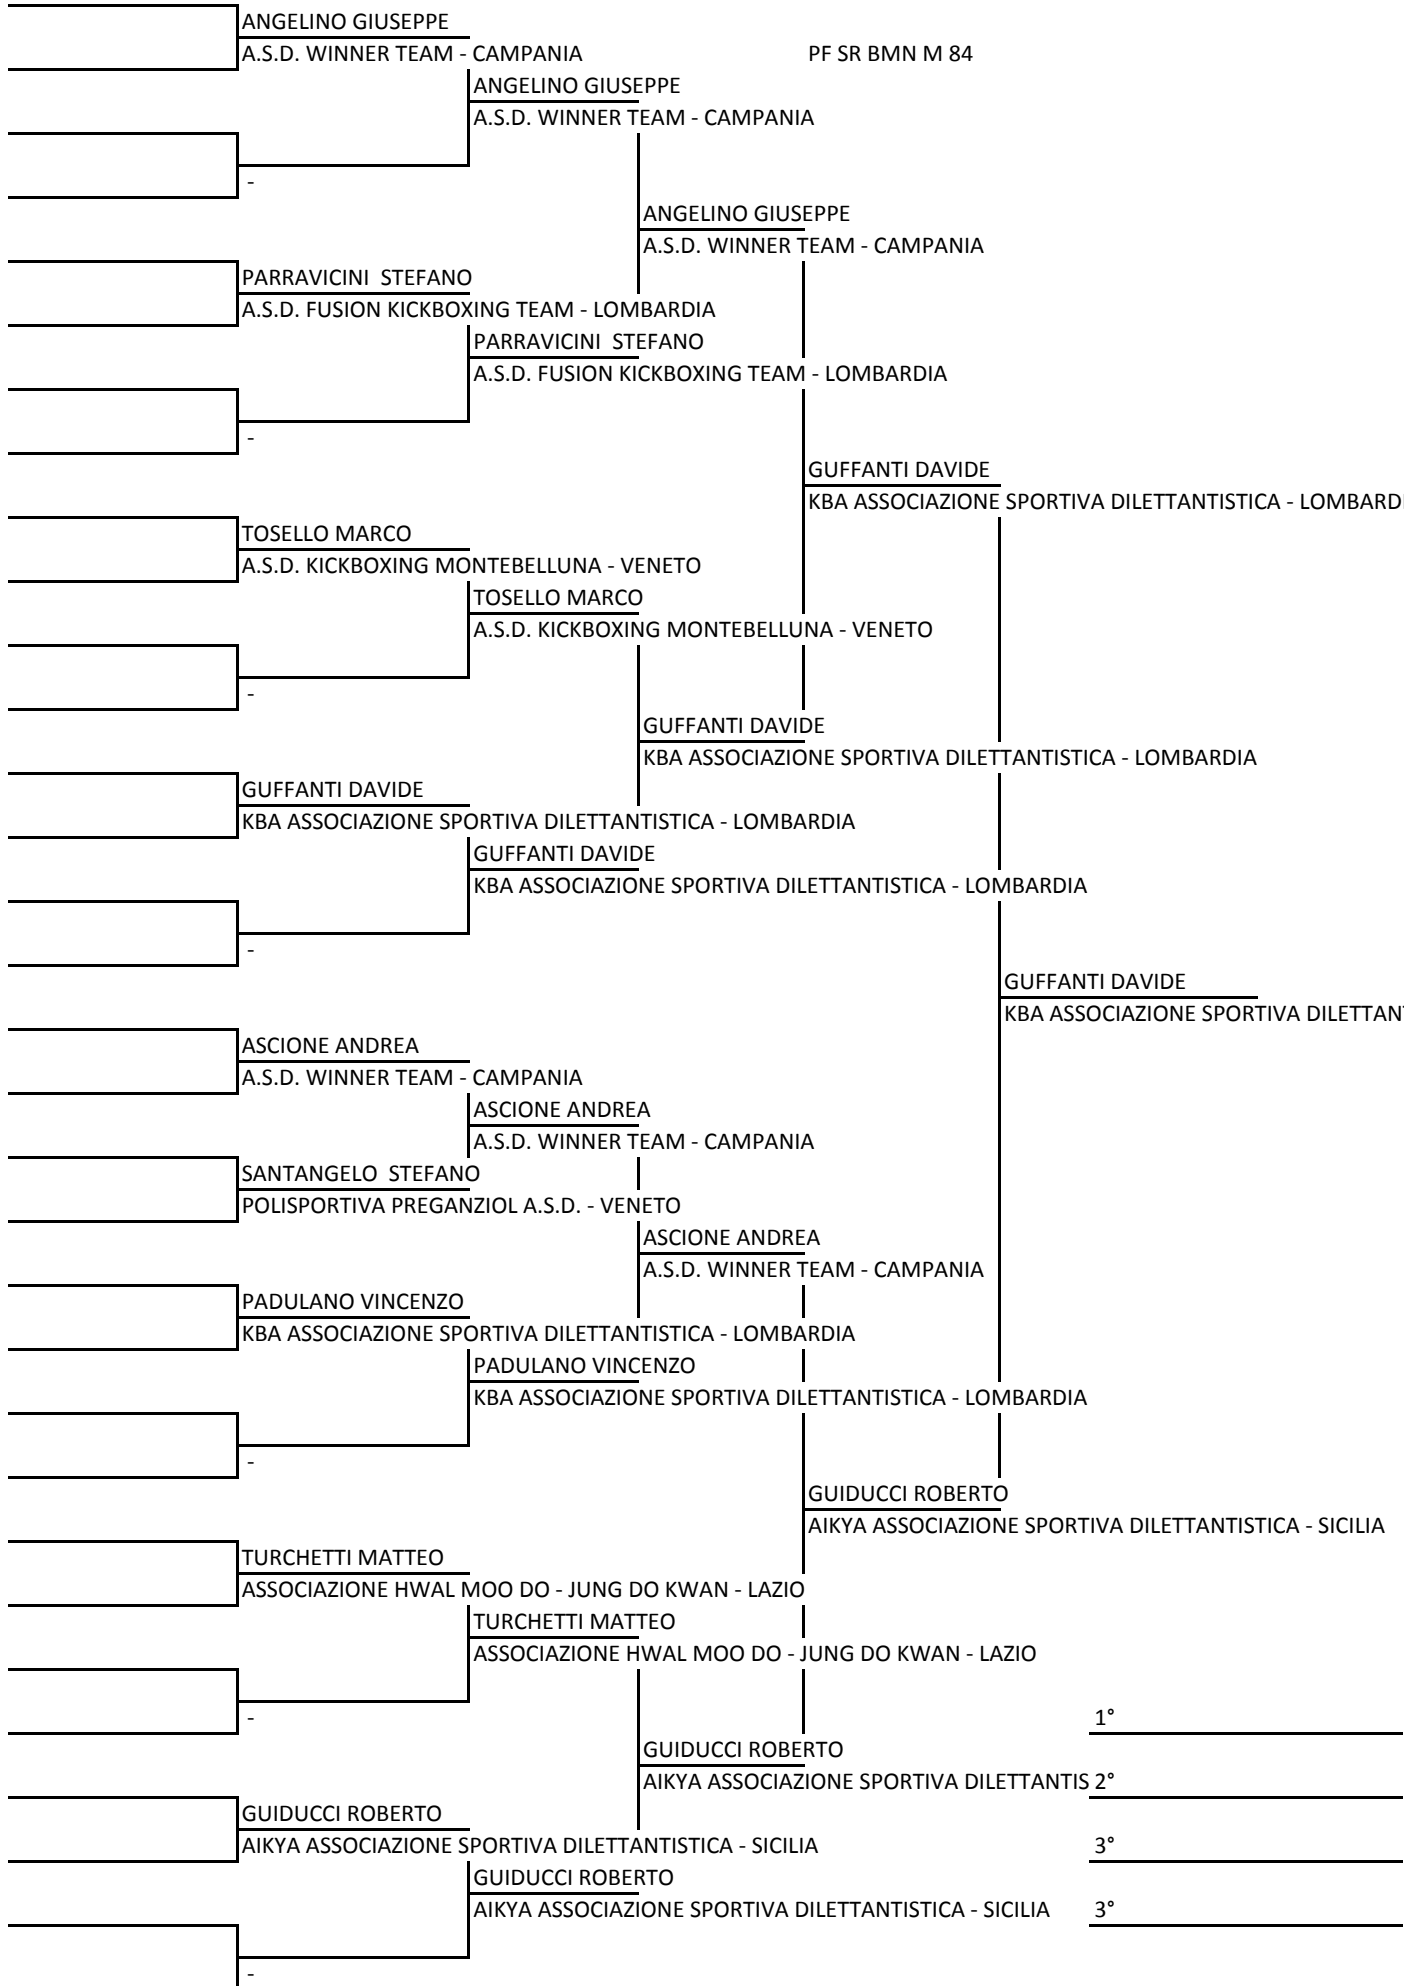 ANGELINO GIUSEPPE
A.S.D. WINNER TEAM - CAMPANIA
PF SR BMN M 84
ANGELINO GIUSEPPE
A.S.D. WINNER TEAM - CAMPANIA
-
ANGELINO GIUSEPPE
A.S.D. WINNER TEAM - CAMPANIA
PARRAVICINI  STEFANO
A.S.D. FUSION KICKBOXING TEAM - LOMBARDIA
PARRAVICINI  STEFANO
A.S.D. FUSION KICKBOXING TEAM - LOMBARDIA
-
GUFFANTI DAVIDE
KBA ASSOCIAZIONE SPORTIVA DILETTANTISTICA - LOMBARDI
TOSELLO MARCO
A.S.D. KICKBOXING MONTEBELLUNA - VENETO
TOSELLO MARCO
A.S.D. KICKBOXING MONTEBELLUNA - VENETO
-
GUFFANTI DAVIDE
KBA ASSOCIAZIONE SPORTIVA DILETTANTISTICA - LOMBARDIA
GUFFANTI DAVIDE
KBA ASSOCIAZIONE SPORTIVA DILETTANTISTICA - LOMBARDIA
GUFFANTI DAVIDE
KBA ASSOCIAZIONE SPORTIVA DILETTANTISTICA - LOMBARDIA
-
GUFFANTI DAVIDE
KBA ASSOCIAZIONE SPORTIVA DILETTAN
ASCIONE ANDREA
A.S.D. WINNER TEAM - CAMPANIA
ASCIONE ANDREA
A.S.D. WINNER TEAM - CAMPANIA
SANTANGELO  STEFANO
POLISPORTIVA PREGANZIOL A.S.D. - VENETO
ASCIONE ANDREA
A.S.D. WINNER TEAM - CAMPANIA
PADULANO VINCENZO
KBA ASSOCIAZIONE SPORTIVA DILETTANTISTICA - LOMBARDIA
PADULANO VINCENZO
KBA ASSOCIAZIONE SPORTIVA DILETTANTISTICA - LOMBARDIA
-
GUIDUCCI ROBERTO
AIKYA ASSOCIAZIONE SPORTIVA DILETTANTISTICA - SICILIA
TURCHETTI MATTEO
ASSOCIAZIONE HWAL MOO DO - JUNG DO KWAN - LAZIO
TURCHETTI MATTEO
ASSOCIAZIONE HWAL MOO DO - JUNG DO KWAN - LAZIO
-
1°
GUIDUCCI ROBERTO
AIKYA ASSOCIAZIONE SPORTIVA DILETTANTIS 2°
GUIDUCCI ROBERTO
AIKYA ASSOCIAZIONE SPORTIVA DILETTANTISTICA - SICILIA
3°
GUIDUCCI ROBERTO
AIKYA ASSOCIAZIONE SPORTIVA DILETTANTISTICA - SICILIA
3°
-